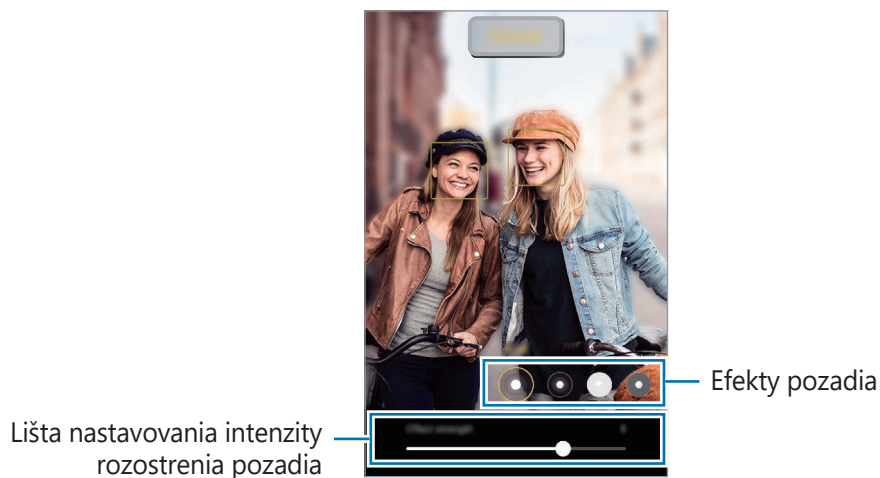 Efekty pozadia
Lišta nastavovania intenzity
rozostrenia pozadia